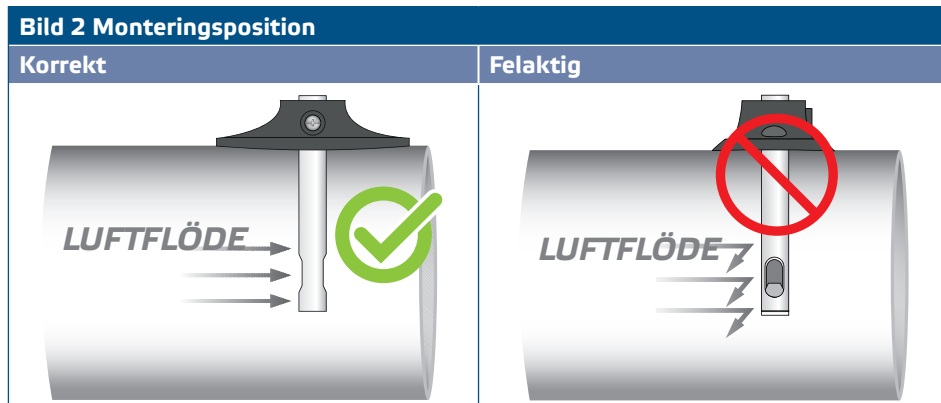 Bild 2 Monteringsposition
Korrekt
Felaktig
LUFTFLÖDE
LUFTFLÖDE